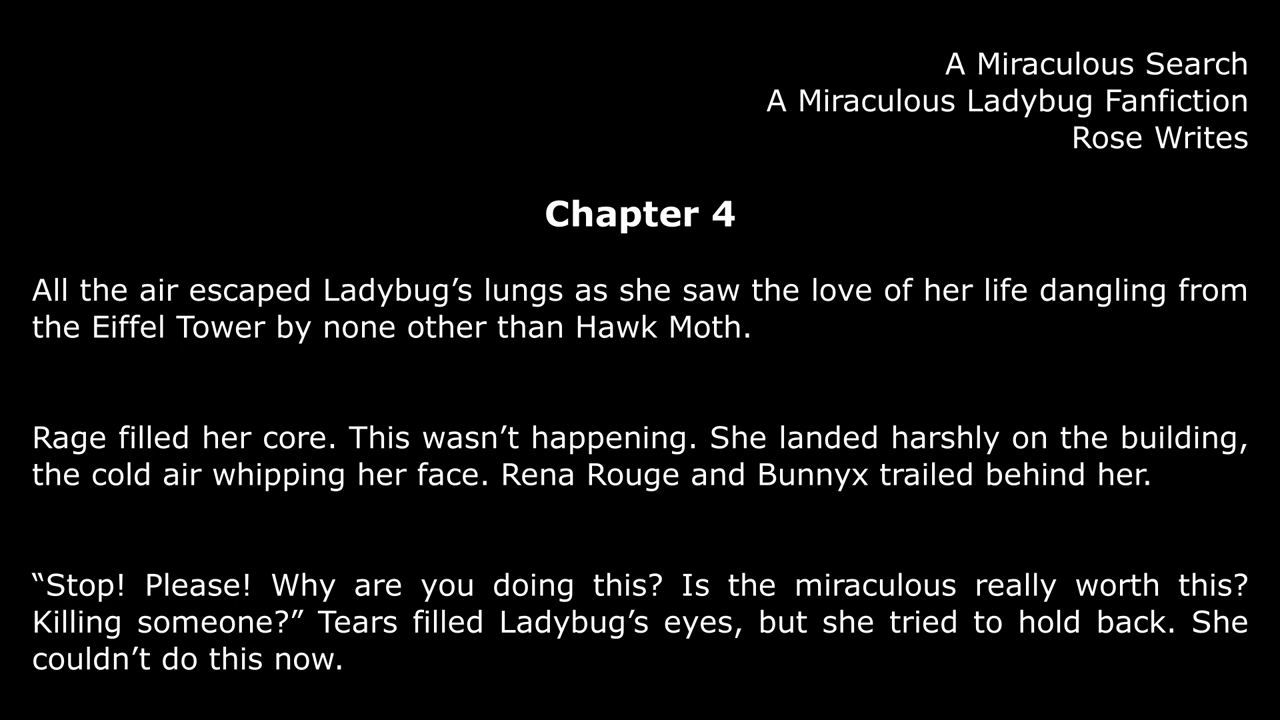 A Miraculous Search
A Miraculous Ladybug Fanfiction
Rose Writes
Chapter 4
All the air escaped Ladybug’s lungs as she saw the love of her life dangling from
the Eiffel Tower by none other than Hawk Moth.
Rage filled her core. This wasn’t happening. She landed harshly on the building,
the cold air whipping her face. Rena Rouge and Bunnyx trailed behind her.
“Stop! Please! Why are you doing this? Is the miraculous really worth this?
Killing someone?” Tears filled Ladybug’s eyes, but she tried to hold back. She
couldn’t do this now.